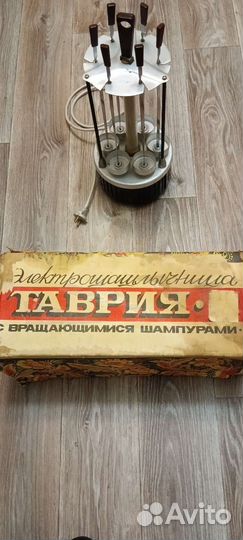 Электрошашлычница
ТАВРИЯ
С ВРАЩАЮЩИМИСЯ ШАМПУРАМИ
Avito